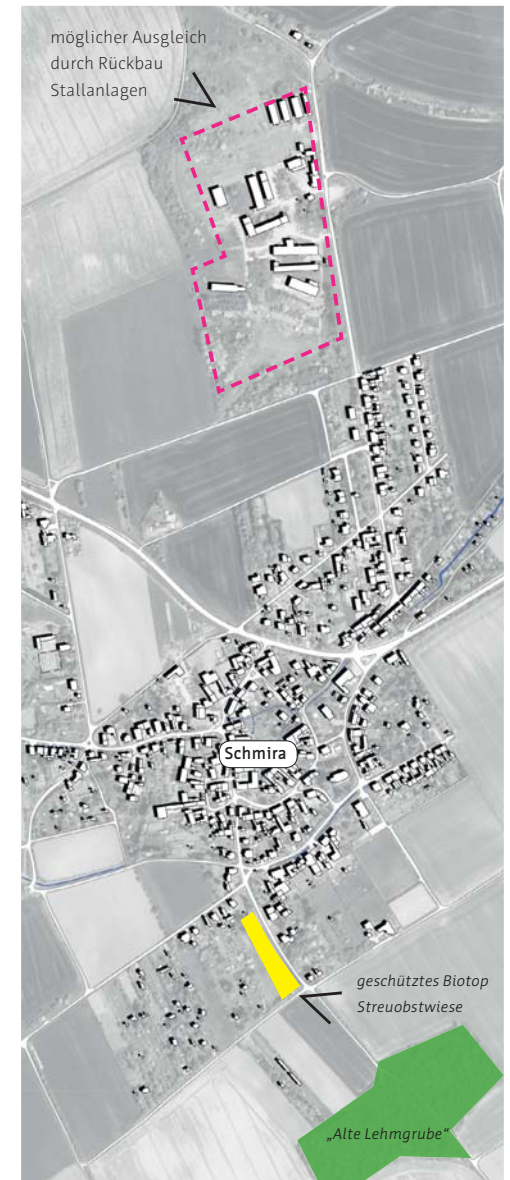 möglicher Ausgleich
durch Rückbau
Stallanlagen
Schmira
geschütztes Biotop
Streuobstwiese
„Alte Lehmgrube“